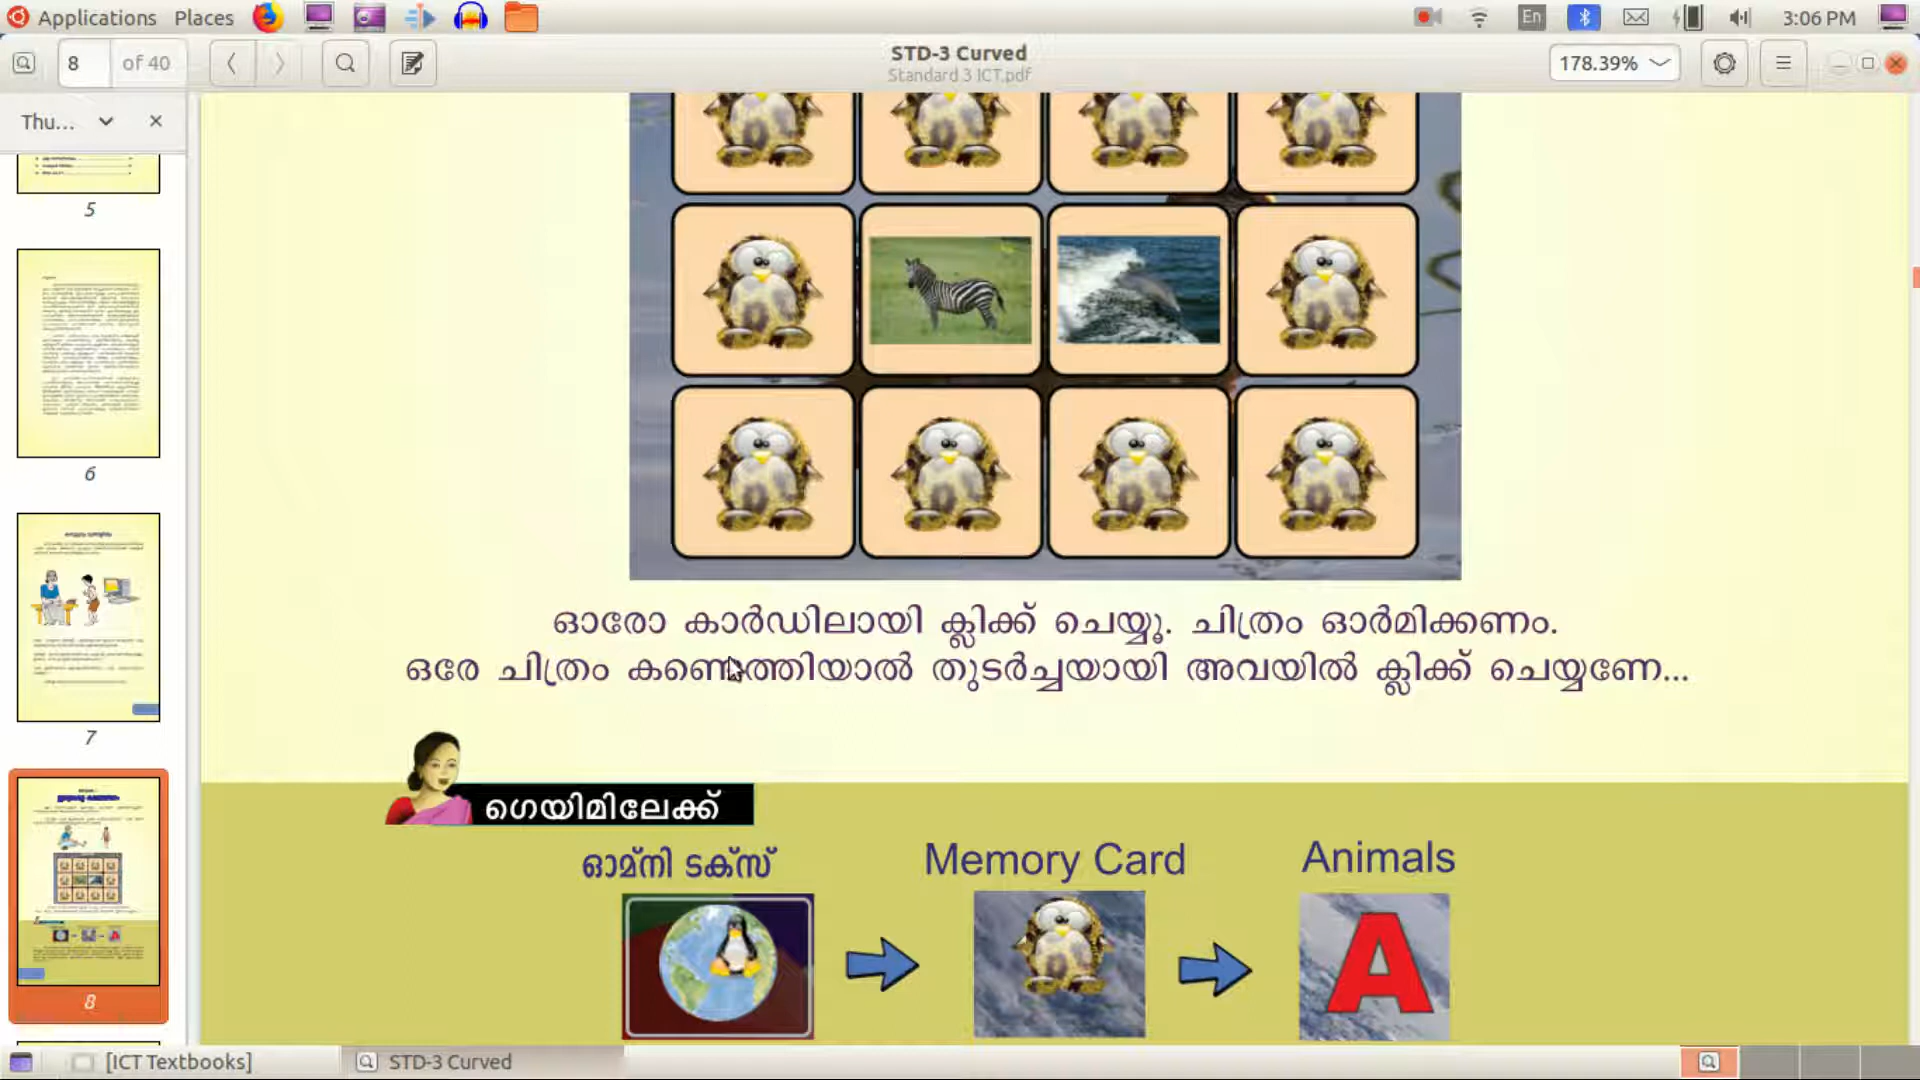 Applications Places En 3:06 PM
8 of 40
STD-3 Curved
Standard 3 ICT.pdf
178.39%
Thu...
5
6
7
8
ഓരോ കാർഡിലായി ക്ലിക്ക് ചെയ്യൂ. ചിത്രം ഓർമിക്കണം.
ഒരേ ചിത്രം കണ്ടെത്തിയാൽ തുടർച്ചയായി അവയിൽ ക്ലിക്ക് ചെയ്യണേ...
ഗെയിമിലേക്ക്
ഓമ്നി ടക്സ് Memory Card Animals
A
[ICT Textbooks] STD-3 Curved